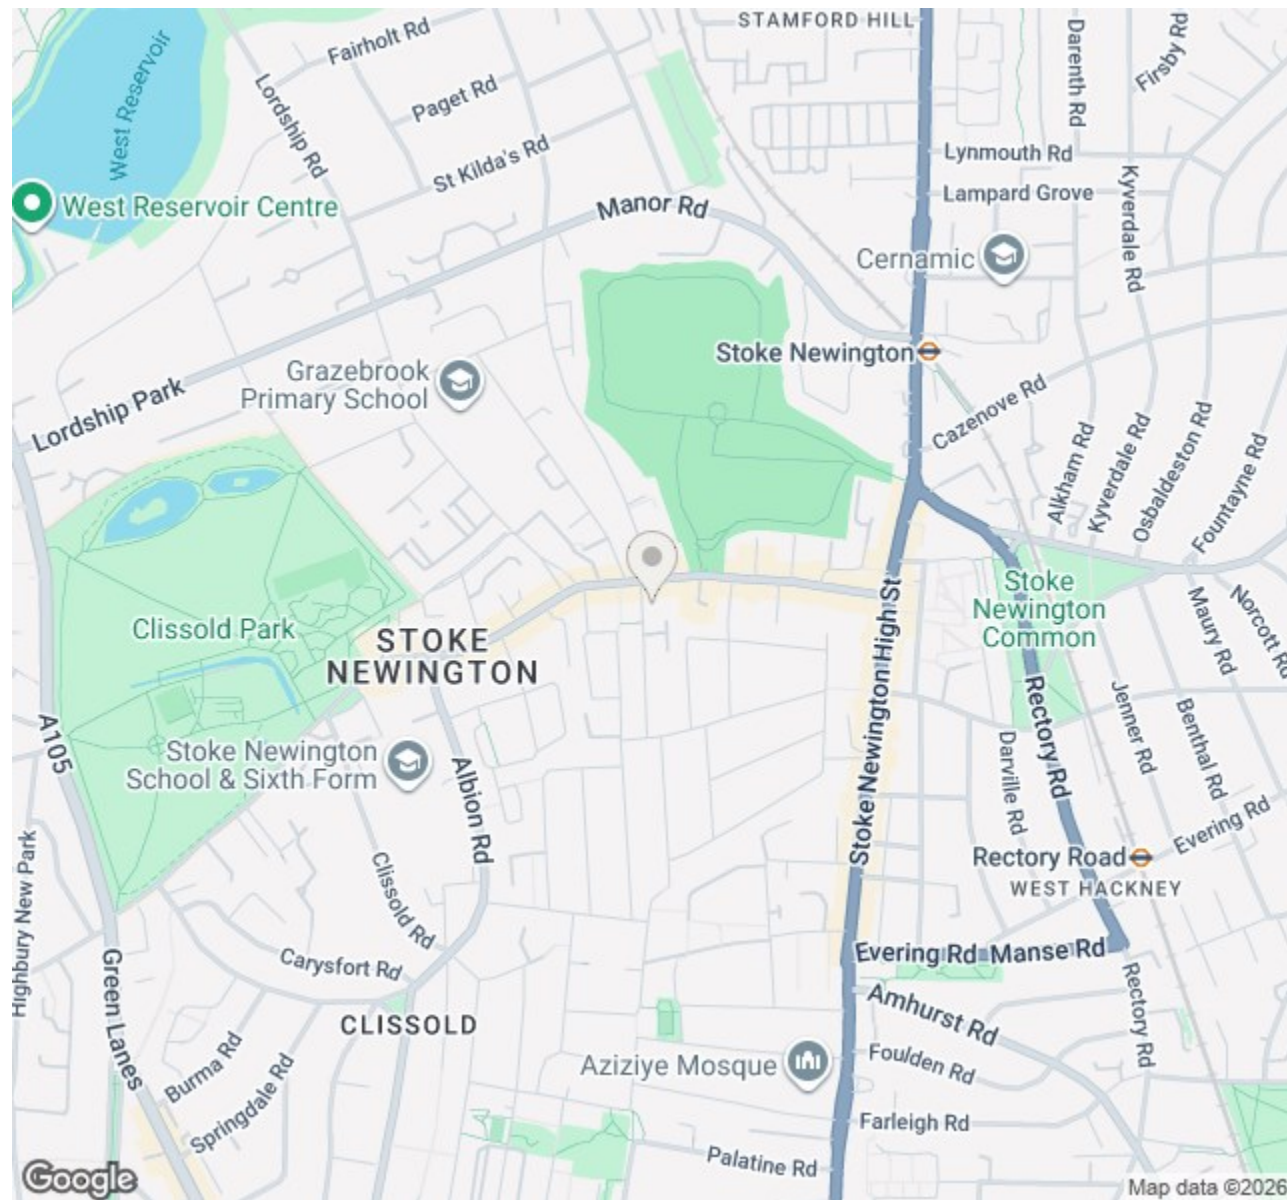 STAMFORD HILL
Fairholt Rd
Darenth Rd
Firsby Rd
West Reservoir
Lordship Rd
Paget Rd
St Kilda's Rd
Lynmouth Rd
Lampard Grove
Kyverdale Rd
West Reservoir Centre
Manor Rd
Cernamic
Stoke Newington
Grazebrook
Primary School
Lordship Park
Cazenove Rd
Alkham Rd
Kyverdale Rd
Osbaldeston Rd
Fountayne Rd
Stoke
Newington
Common
Clissold Park
STOKE
NEWINGTON
Stoke Newington High St
Maury Rd
Norcott Rd
A105
Stoke Newington
School & Sixth Form
Albion Rd
Rectory Rd
Jenner Rd
Benthal Rd
Darville Rd
Evering Rd
Rectory Road
WEST HACKNEY
Highbury New Park
Clissold Rd
Green Lanes
Carysfort Rd
Evering Rd
Manse Rd
Amhurst Rd
Rectory Rd
CLISSOLD
Burma Rd
Springdale Rd
Aziziye Mosque
Foulden Rd
Farleigh Rd
Palatine Rd
Google
Map data ©2026